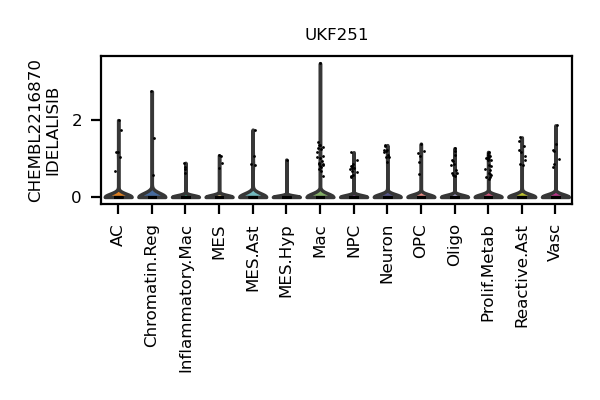 UKF251
CHEMBL2216870
IDELALISIB
2
0
AC
Chromatin.Reg
Inflammatory.Mac
MES
MES.Ast
MES.Hyp
Mac
NPC
Neuron
OPC
Oligo
Prolif.Metab
Reactive.Ast
Vasc